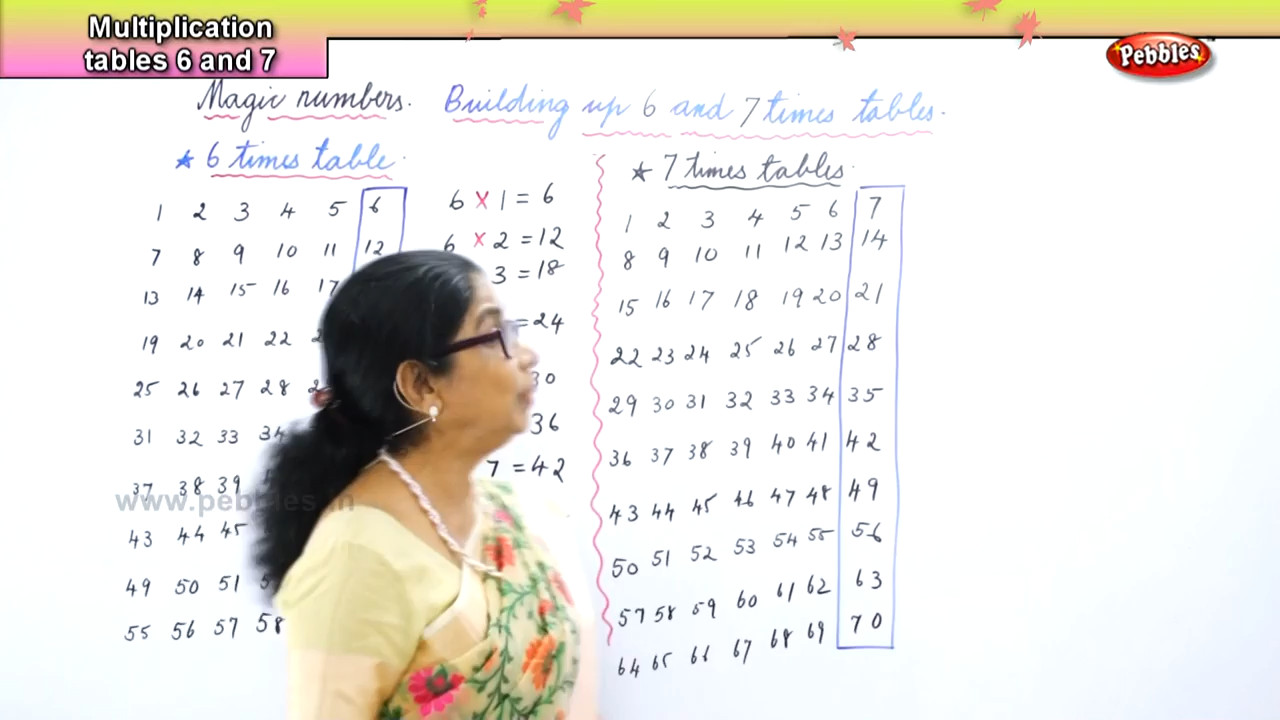 Multiplication
tables 6 and 7
Pebbles
Magic numbers. Building up 6 and 7 times tables.
★ 6 times table.
1 2 3 4 5 6
7 8 9 10 11 12
13 14 15 16 17
19 20 21 22
25 26 27 28
31 32 33 34
37 38 39
43 44 45
49 50 51
55 56 57 58
6 x 1 = 6
6 x 2 = 12
3 = 18
= 24
30
36
7 = 42
★ 7 times tables.
1 2 3 4 5 6 7
8 9 10 11 12 13 14
15 16 17 18 19 20 21
22 23 24 25 26 27 28
29 30 31 32 33 34 35
36 37 38 39 40 41 42
43 44 45 46 47 48 49
50 51 52 53 54 55 56
57 58 59 60 61 62 63
64 65 66 67 68 69 70
www.pebbles.in